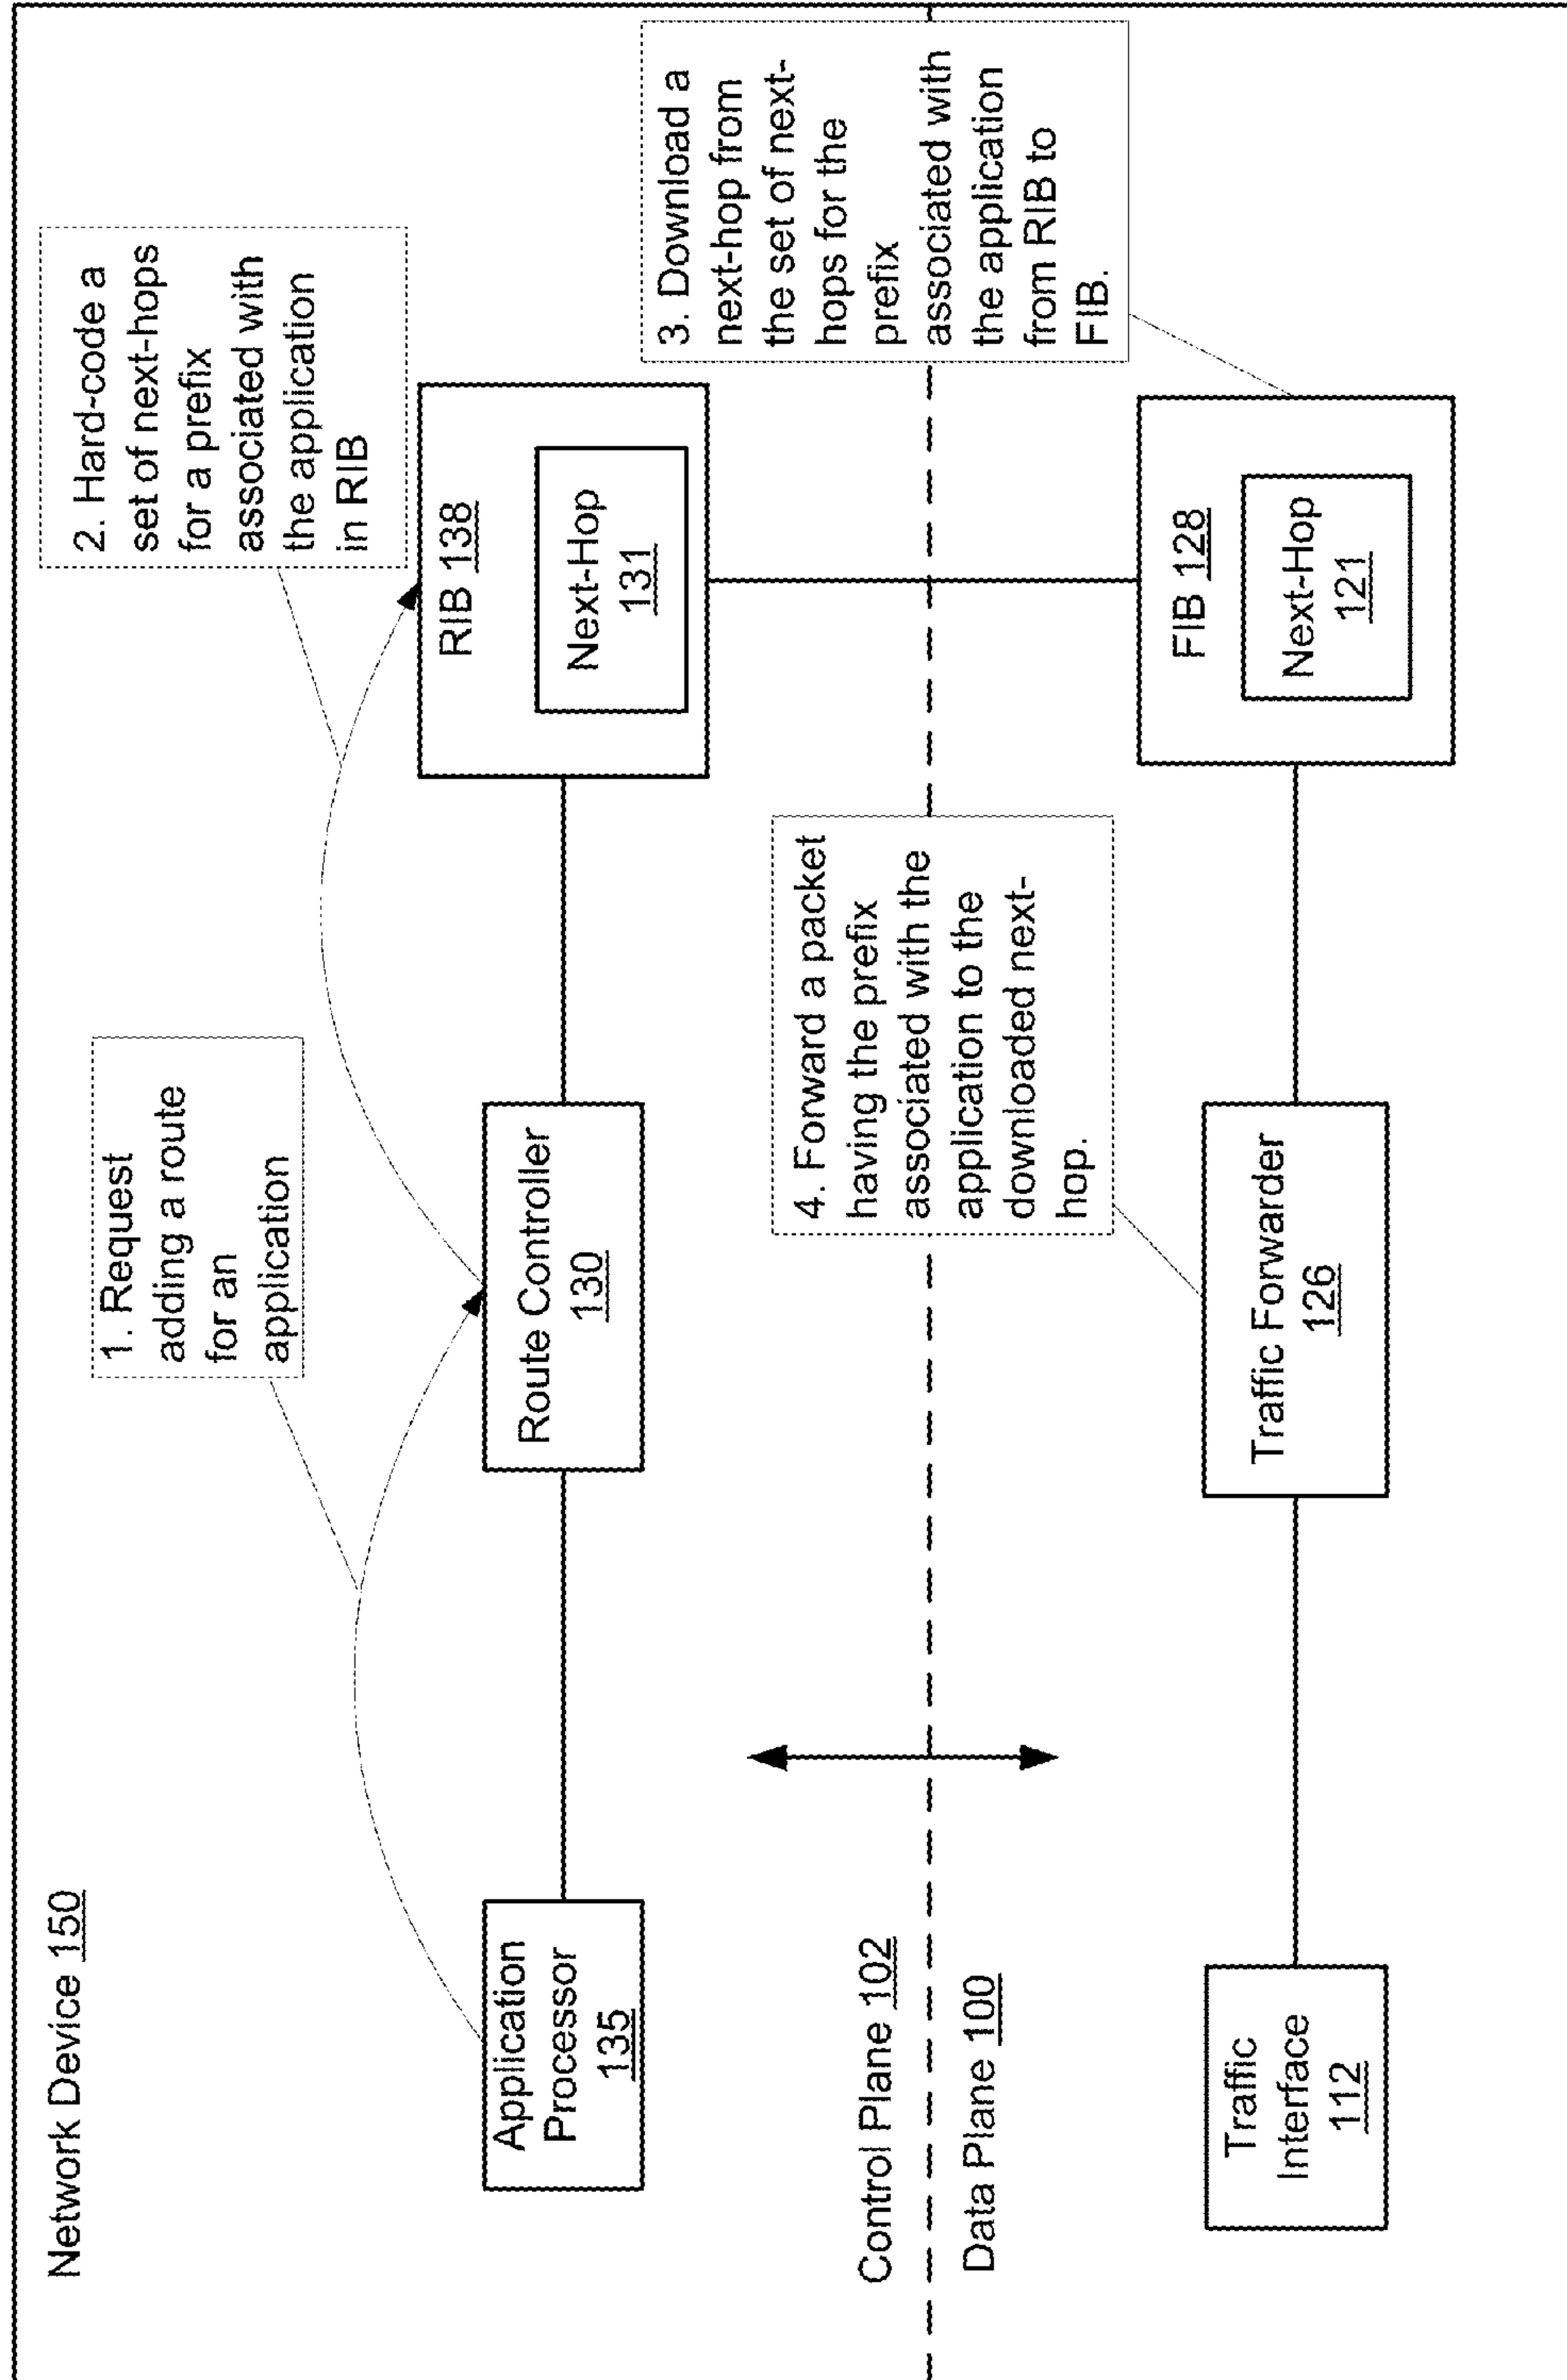 Network Device 150
1. Request
adding a route
for an
application
2. Hard-code a
set of next-hops
for a prefix
associated with
the application
in RIB
Application
Processor
135
Route Controller
130
RIB 138
Next-Hop
131
3. Download a
next-hop from
the set of next-
hops for the
prefix
associated with
the application
from RIB to
FIB.
4. Forward a packet
having the prefix
associated with the
application to the
downloaded next-
hop.
Control Plane 102
Data Plane 100
Traffic
Interface
112
Traffic Forwarder
126
FIB 128
Next-Hop
121